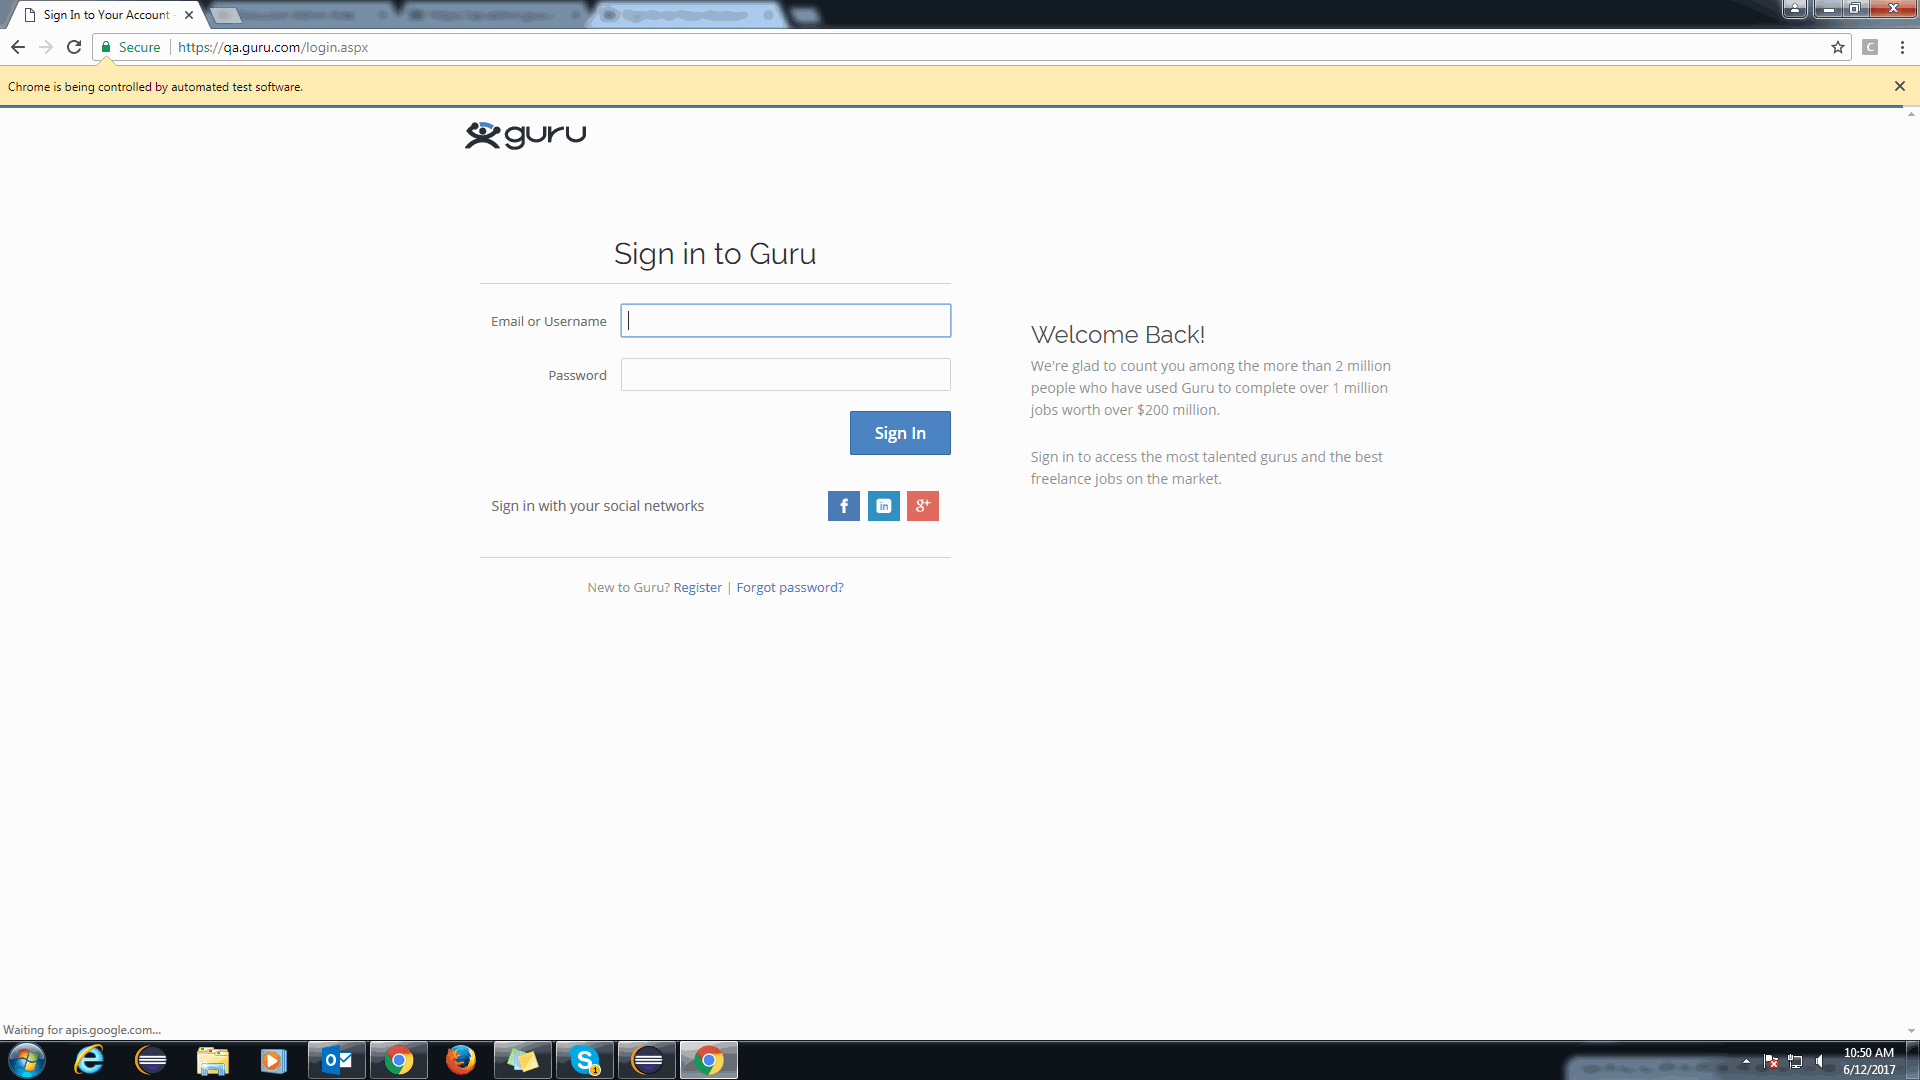 Sign In to Your Account
Secure
https://qa.guru.com/login.aspx
C
Chrome is being controlled by automated test software.
guru
Sign in to Guru
Email or Username
Password
Sign In
Sign in with your social networks
f in 8+
New to Guru? Register | Forgot password?
Welcome Back!
We're glad to count you among the more than 2 million
people who have used Guru to complete over 1 million
jobs worth over $200 million.
Sign in to access the most talented gurus and the best
freelance jobs on the market.
Waiting for apis.google.com...
10:50 AM
6/12/2017